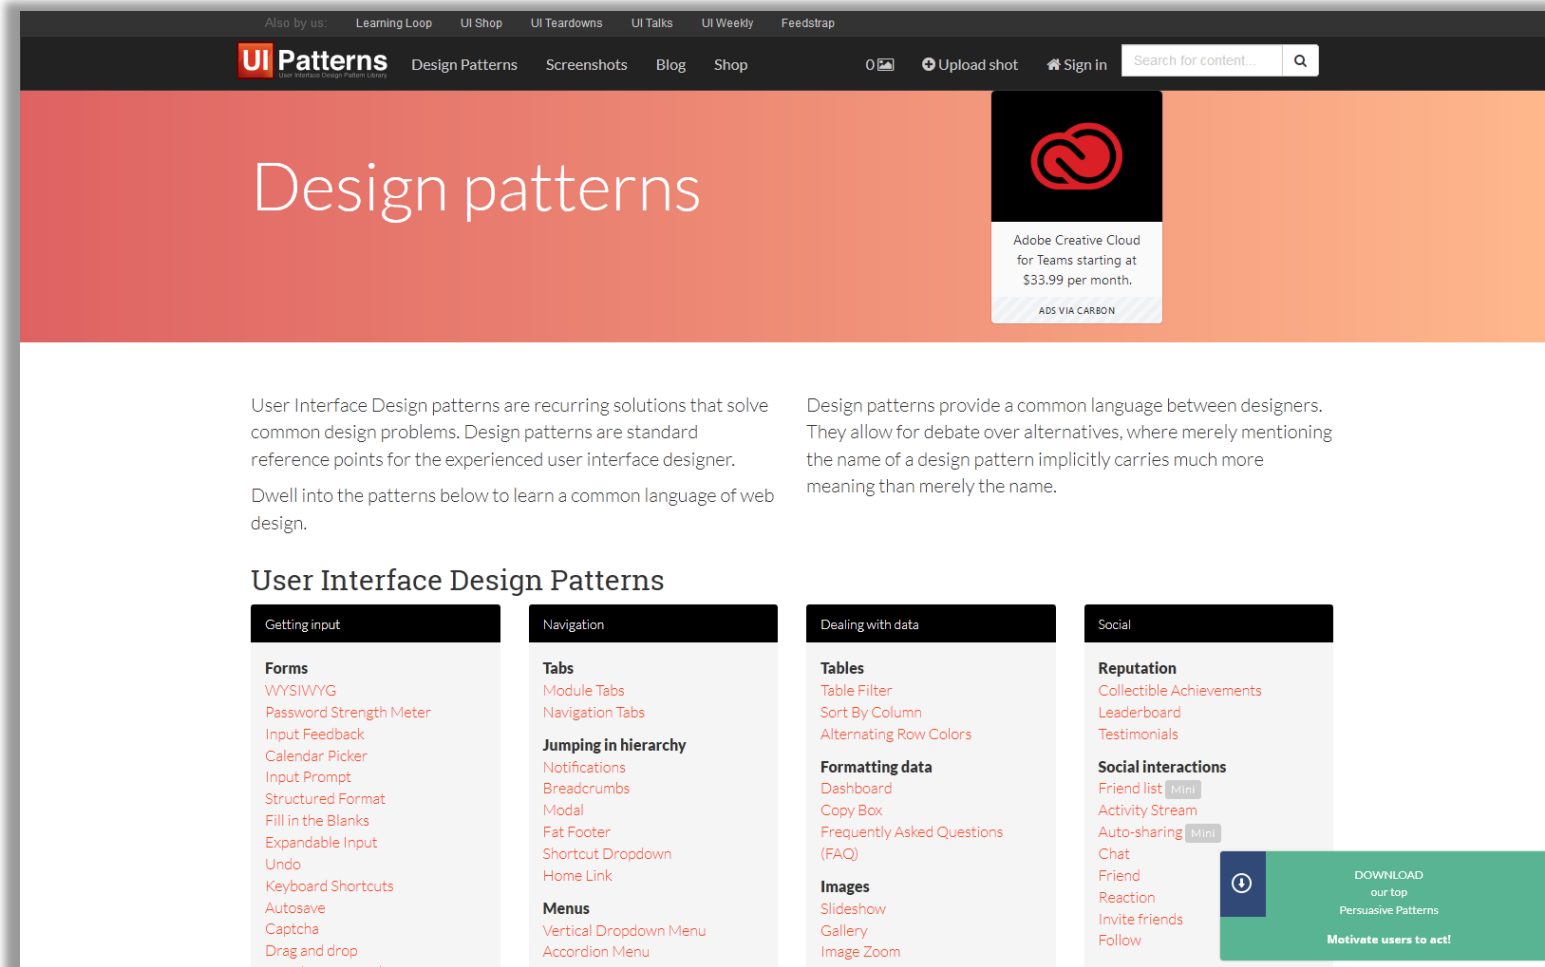 Also by us: Learning Loop UI Shop UI Teardowns UI Talks UI Weekly Feedstrap
UI Patterns
User Interface Design Pattern Library
Design Patterns Screenshots Blog Shop 0 Upload shot Sign in Search for content...
Design patterns
Adobe Creative Cloud
for Teams starting at
$33.99 per month.
ADS VIA CARBON
User Interface Design patterns are recurring solutions that solve
common design problems. Design patterns are standard
reference points for the experienced user interface designer.
Dwell into the patterns below to learn a common language of web
design.
Design patterns provide a common language between designers.
They allow for debate over alternatives, where merely mentioning
the name of a design pattern implicitly carries much more
meaning than merely the name.
User Interface Design Patterns
Getting input
Forms
WYSIWYG
Password Strength Meter
Input Feedback
Calendar Picker
Input Prompt
Structured Format
Fill in the Blanks
Expandable Input
Undo
Keyboard Shortcuts
Autosave
Captcha
Drag and drop
Navigation
Tabs
Module Tabs
Navigation Tabs
Jumping in hierarchy
Notifications
Breadcrumbs
Modal
Fat Footer
Shortcut Dropdown
Home Link
Menus
Vertical Dropdown Menu
Accordion Menu
Dealing with data
Tables
Table Filter
Sort By Column
Alternating Row Colors
Formatting data
Dashboard
Copy Box
Frequently Asked Questions
(FAQ)
Images
Slideshow
Gallery
Image Zoom
Social
Reputation
Collectible Achievements
Leaderboard
Testimonials
Social interactions
Friend list Mini
Activity Stream
Auto-sharing Mini
Chat
Friend
Reaction
Invite friends
Follow
DOWNLOAD
our top
Persuasive Patterns
Motivate users to act!